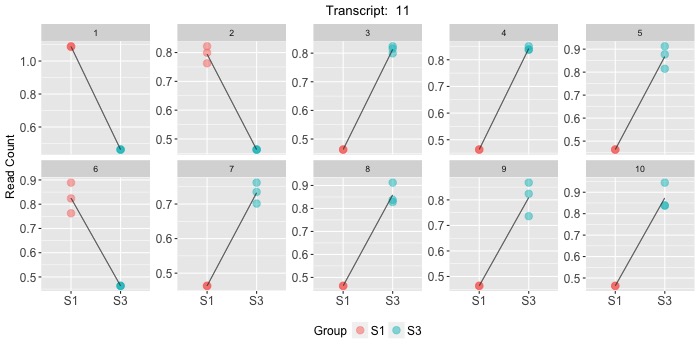 Transcript: 11
1 2 3 4 5
1.0 0.8 0.8 0.8 0.9
0.8 0.7 0.7 0.7 0.8
0.6 0.6 0.6 0.6 0.7
0.5 0.5 0.5 0.6
0.5
Read Count
6 7 8 9 10
0.9 0.7 0.9 0.8 0.9
0.8 0.6 0.8 0.7 0.8
0.7 0.5 0.7 0.6 0.7
0.6 0.6 0.5 0.6
0.5 0.5 0.5
S1 S3 S1 S3 S1 S3 S1 S3 S1 S3
Group S1 S3